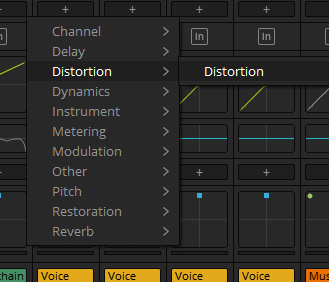 + + + + +
In In In
Channel >
Delay >
Distortion > Distortion
Dynamics >
Instrument >
Metering >
Modulation >
Other >
Pitch >
Restoration >
Reverb >
+ + +
hain Voice Voice Voice Voice Mus